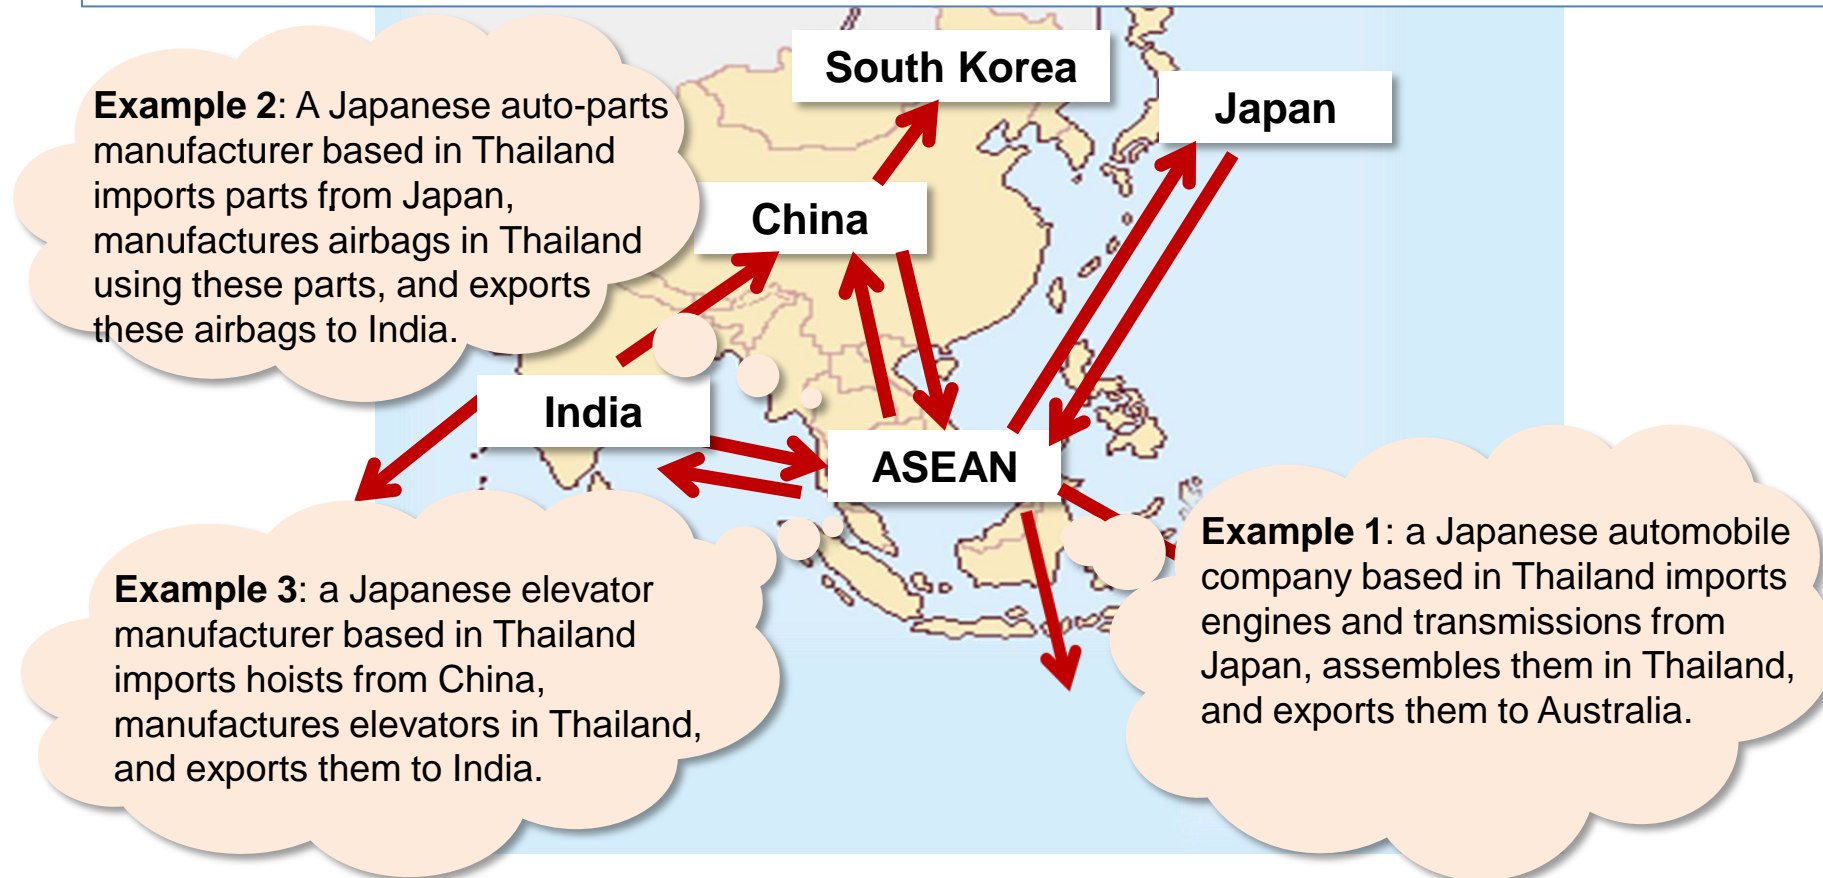 South Korea
Japan
Example 2: A Japanese auto-parts
manufacturer based in Thailand
imports parts from Japan,
manufactures airbags in Thailand
using these parts, and exports
these airbags to India.
China
India
ASEAN
Example 1: a Japanese automobile
company based in Thailand imports
engines and transmissions from
Japan, assembles them in Thailand,
and exports them to Australia.
Example 3: a Japanese elevator
manufacturer based in Thailand
imports hoists from China,
manufactures elevators in Thailand,
and exports them to India.